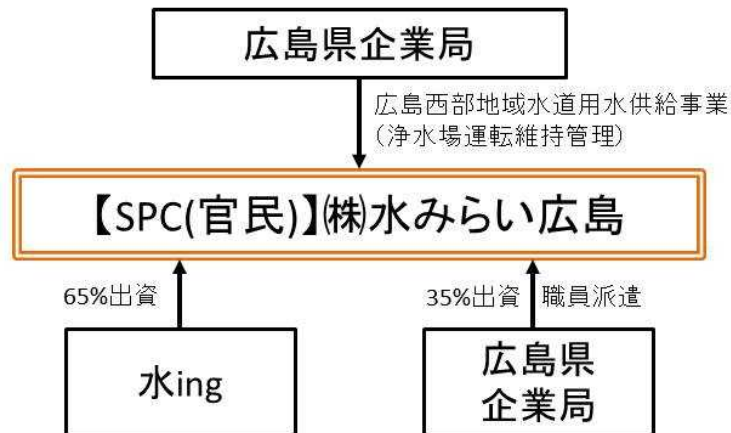 広島県企業局
広島西部地域水道用水供給事業
(浄水場運転維持管理)
【SPC(官民)】㈱水みらい広島
65%出資
35%出資 職員派遣
水ing
広島県
企業局